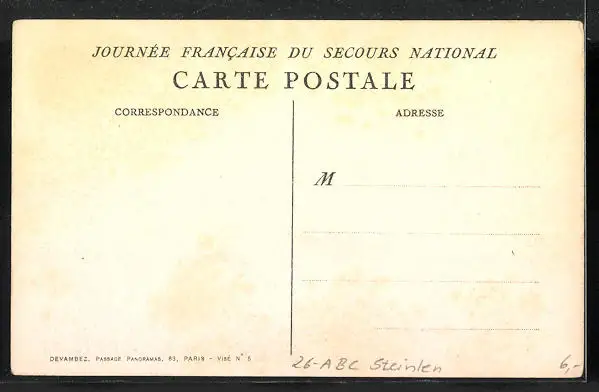 JOURNÉE FRANÇAISE DU SECOURS NATIONAL
CARTE POSTALE
CORRESPONDANCE
ADRESSE
M
DEVAMBEZ, PASSAGE PANORAMAS, 63, PARIS - VISÉ N° 5
26-ABC Steinlen
6,-